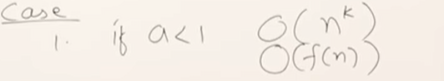 Case
1. if a<1 O(n^k)
O(f(n))